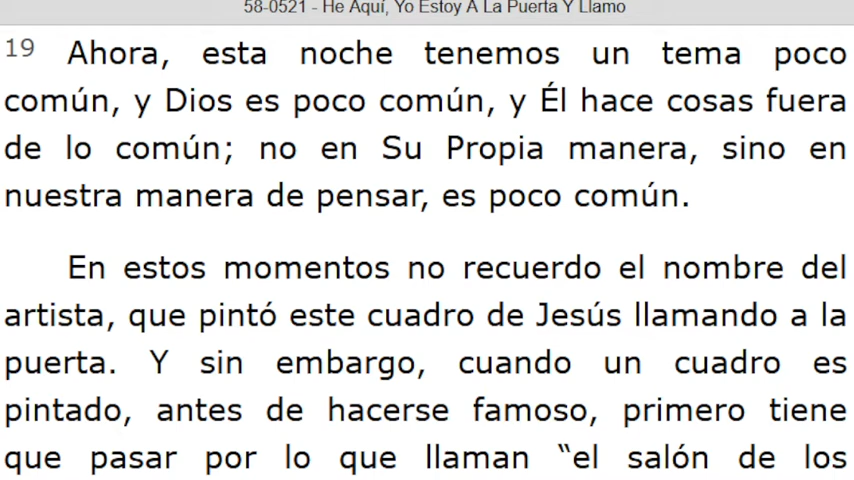 58-0521 - He Aquí, Yo Estoy A La Puerta Y Llamo
19 Ahora, esta noche tenemos un tema poco
común, y Dios es poco común, y Él hace cosas fuera
de lo común; no en Su Propia manera, sino en
nuestra manera de pensar, es poco común.
En estos momentos no recuerdo el nombre del
artista, que pintó este cuadro de Jesús llamando a la
puerta. Y sin embargo, cuando un cuadro es
pintado, antes de hacerse famoso, primero tiene
que pasar por lo que llaman “el salón de los